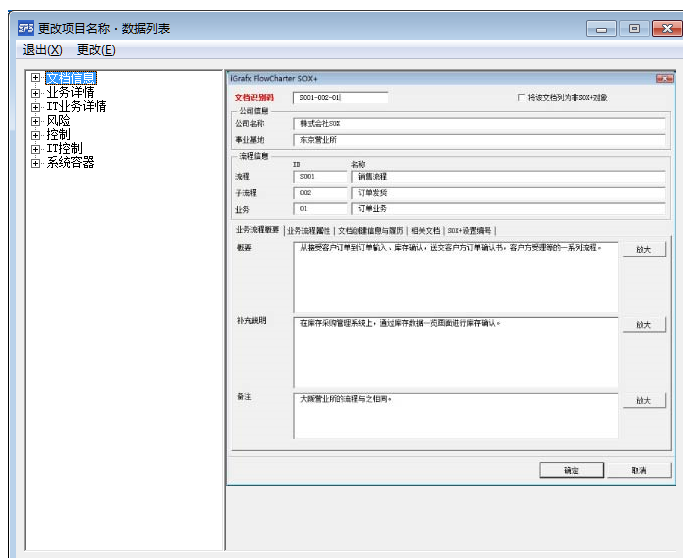 更改项目名称・数据列表
退出(X) 更改(E)
文档信息
业务详情
IT业务详情
风险
控制
IT控制
系统容器
iGrafx FlowCharter SOX+
文档识别码 S001-002-01
将该文档列为非SOX+对象
公司信息
公司名称 株式会社SOX
事业基地 东京营业所
流程信息
ID 名称
流程 S001 销售流程
子流程 002 订单发货
业务 01 订单业务
业务流程概要 业务流程属性 文档创建信息与履历 相关文档 SOX+设置编号
概要 从接受客户订单到订单输入、库存确认，送交客户方订单确认书，客户方受理等的一系列流程。 放大
补充说明 在库存采购管理系统上，通过库存数据一览画面进行库存确认。 放大
备注 大阪营业所的流程与之相同。 放大
确定 取消